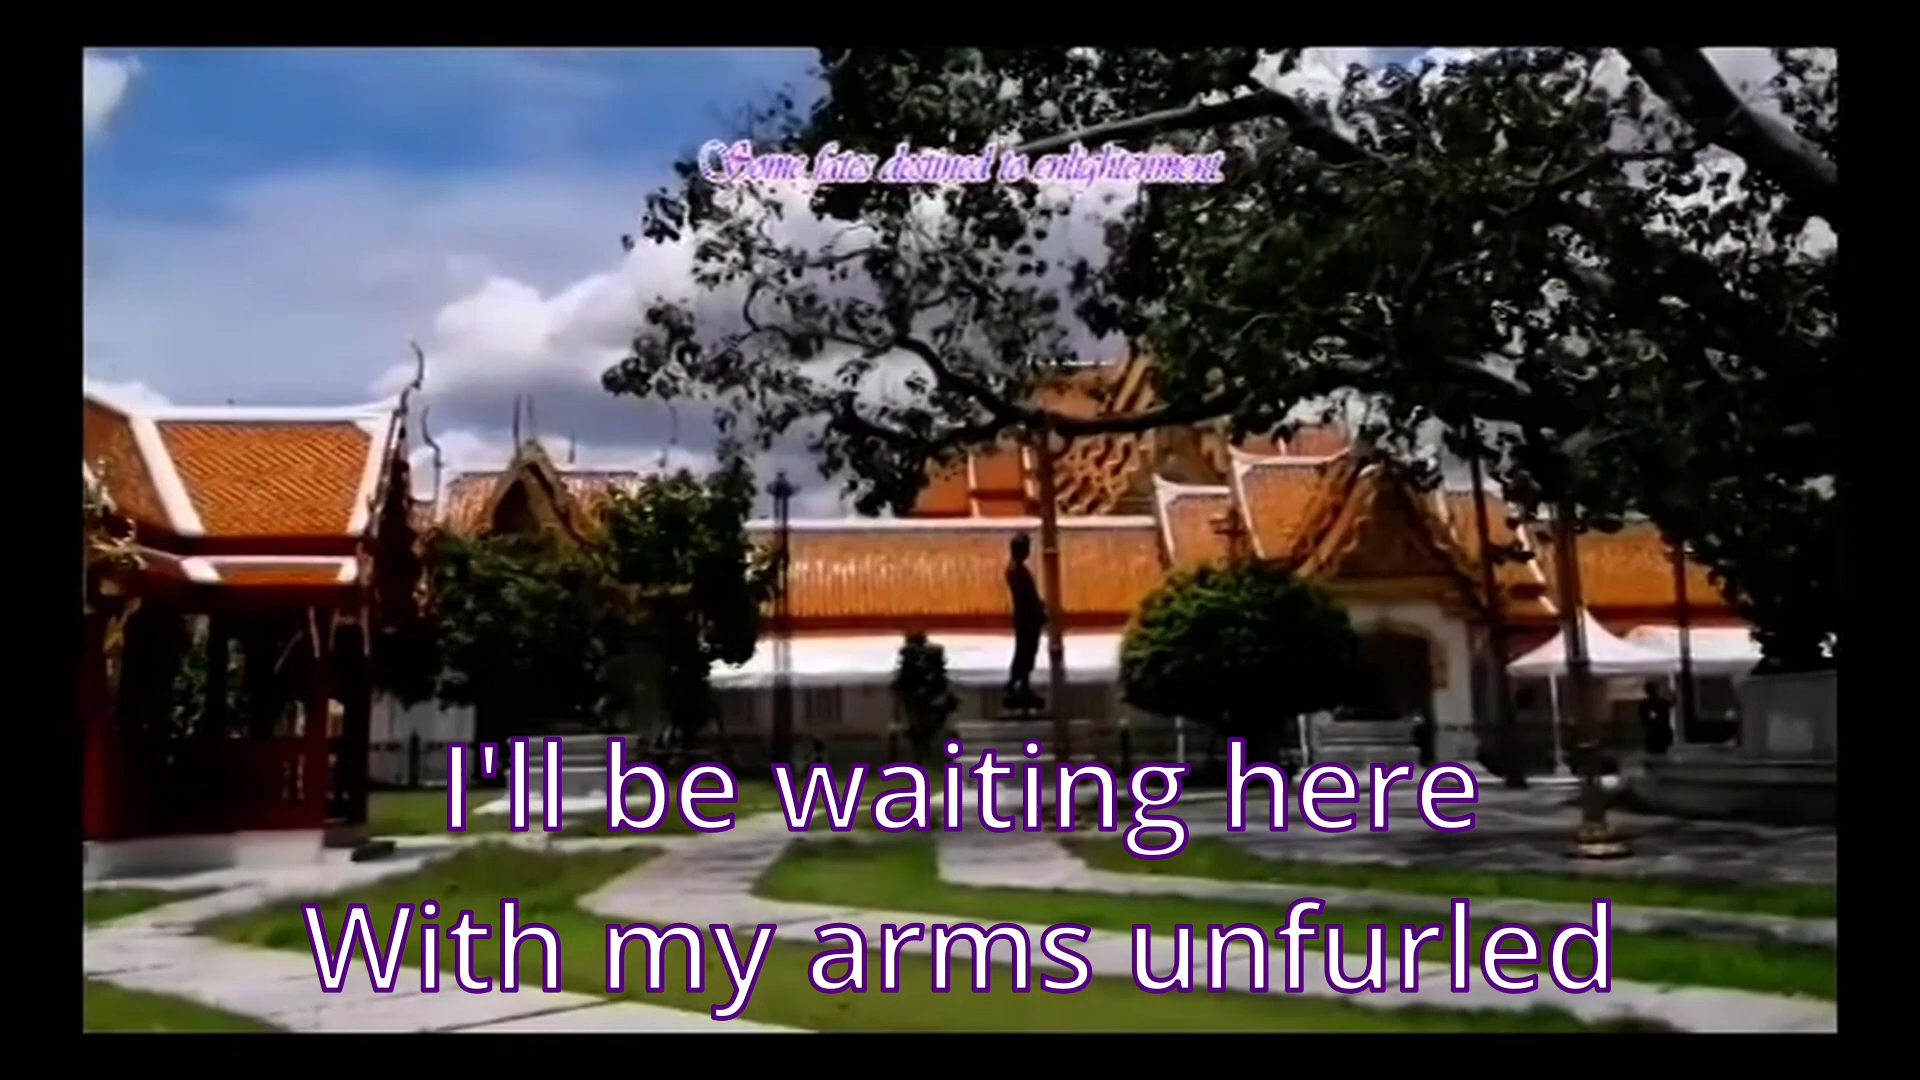 Some fates destined to enlightenment
I'll be waiting here
With my arms unfurled